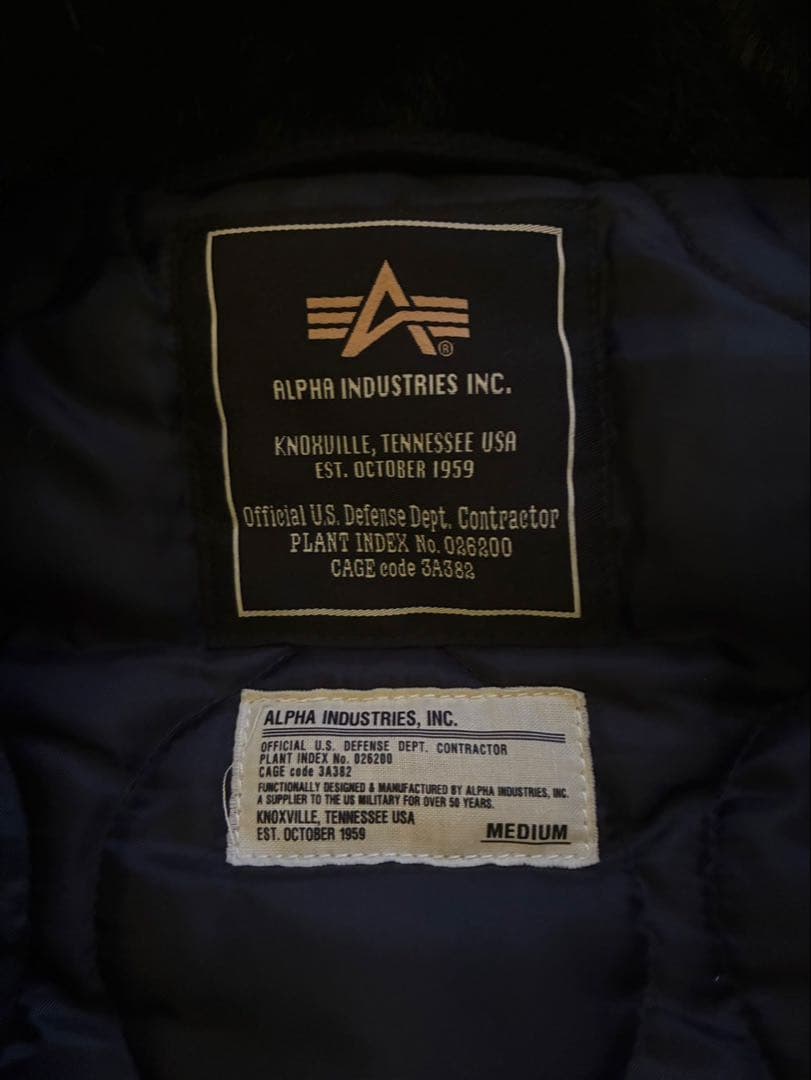 ®
ALPHA INDUSTRIES INC.
KNOXVILLE, TENNESSEE USA
EST. OCTOBER 1959
Official U.S. Defense Dept. Contractor
PLANT INDEX No. 026200
CAGE code 3A382
ALPHA INDUSTRIES, INC.
OFFICIAL U.S. DEFENSE DEPT. CONTRACTOR
PLANT INDEX No. 026200
CAGE code 3A382
FUNCTIONALLY DESIGNED & MANUFACTURED BY ALPHA INDUSTRIES, INC.
A SUPPLIER TO THE US MILITARY FOR OVER 50 YEARS.
KNOXVILLE, TENNESSEE USA
EST. OCTOBER 1959
MEDIUM